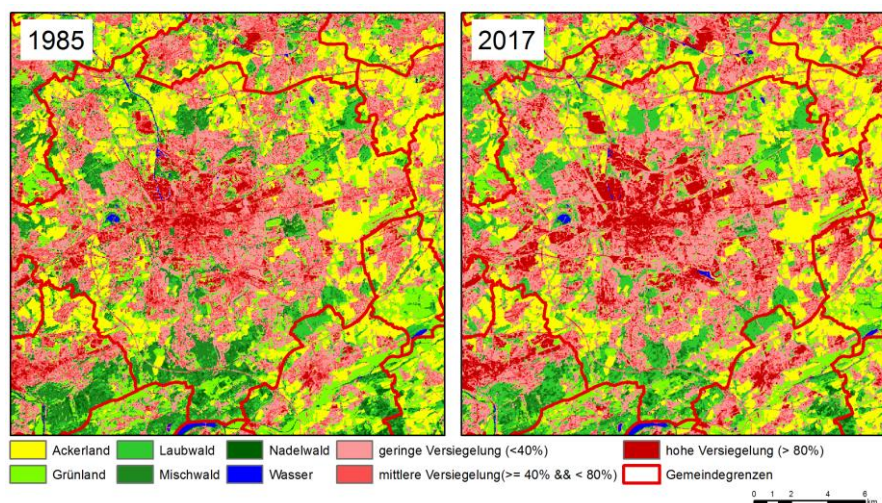 1985
2017
Ackerland Laubwald Nadelwald geringe Versiegelung (<40%) hohe Versiegelung (> 80%)
Grünland Mischwald Wasser mittlere Versiegelung(>= 40% && < 80%) Gemeindegrenzen
0 1 2 4 6
km